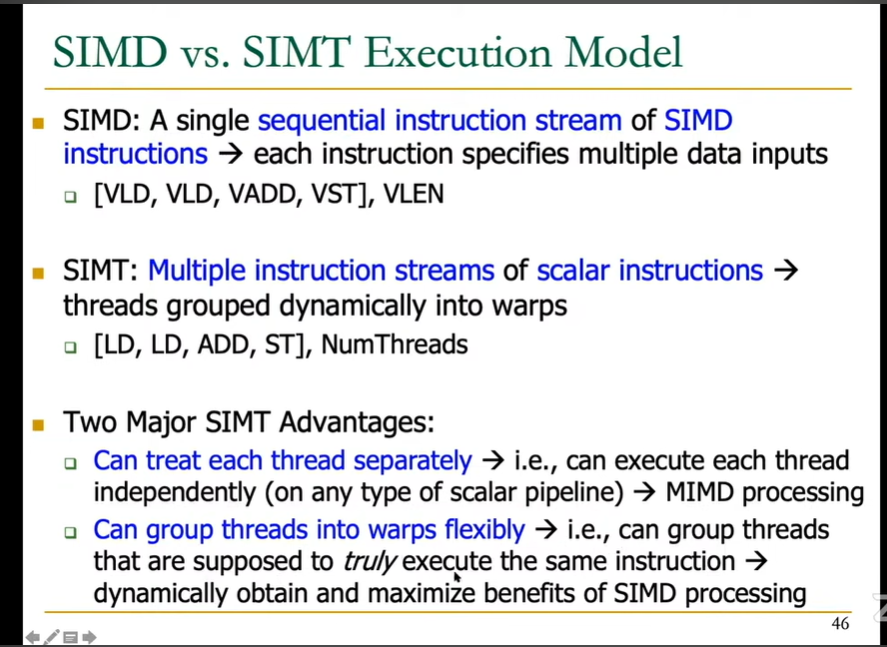 SIMD vs. SIMT Execution Model
SIMD: A single sequential instruction stream of SIMD
instructions → each instruction specifies multiple data inputs
[VLD, VLD, VADD, VST], VLEN
SIMT: Multiple instruction streams of scalar instructions →
threads grouped dynamically into warps
[LD, LD, ADD, ST], NumThreads
Two Major SIMT Advantages:
Can treat each thread separately → i.e., can execute each thread
independently (on any type of scalar pipeline) → MIMD processing
Can group threads into warps flexibly → i.e., can group threads
that are supposed to truly execute the same instruction →
dynamically obtain and maximize benefits of SIMD processing
46